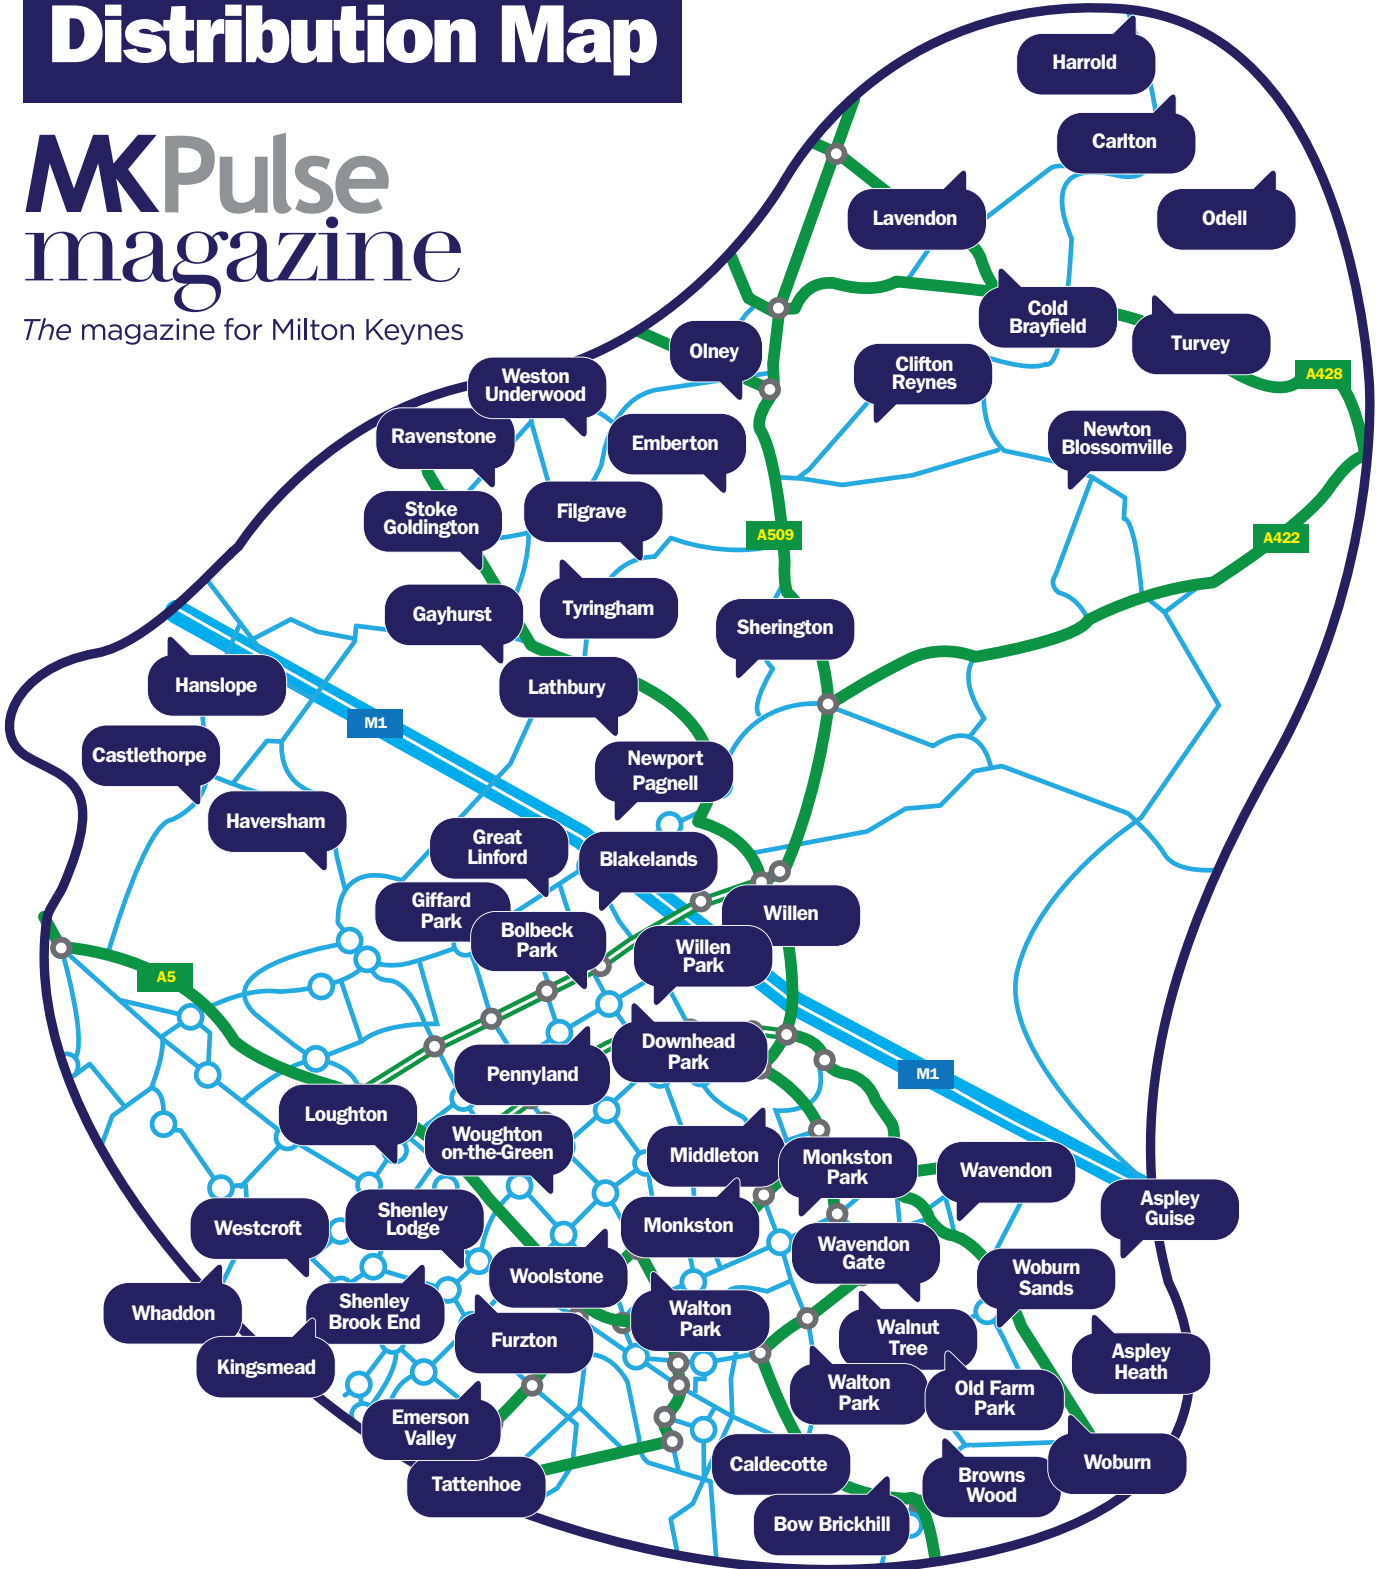 Distribution Map
MKPulse
magazine
The magazine for Milton Keynes
Harrold
Carlton
Lavendon
Odell
Cold
Brayfield
Turvey
Olney
Clifton
Reynes
A428
Weston
Underwood
Ravenstone
Emberton
Newton
Blossomville
Stoke
Goldington
Filgrave
A509
A422
Gayhurst
Tyringham
Sherington
Hanslope
Lathbury
M1
Castlethorpe
Newport
Pagnell
Haversham
Great
Linford
Blakelands
Giffard
Park
Willen
Bolbeck
Park
Willen
Park
A5
Downhead
Park
Pennyland
M1
Loughton
Woughton
on-the-Green
Middleton
Monkston
Park
Wavendon
Aspley
Guise
Westcroft
Shenley
Lodge
Monkston
Wavendon
Gate
Woolstone
Woburn
Sands
Whaddon
Shenley
Brook End
Walton
Park
Furzton
Walnut
Tree
Kingsmead
Aspley
Heath
Walton
Park
Old Farm
Park
Emerson
Valley
Caldecotte
Woburn
Tattenhoe
Browns
Wood
Bow Brickhill